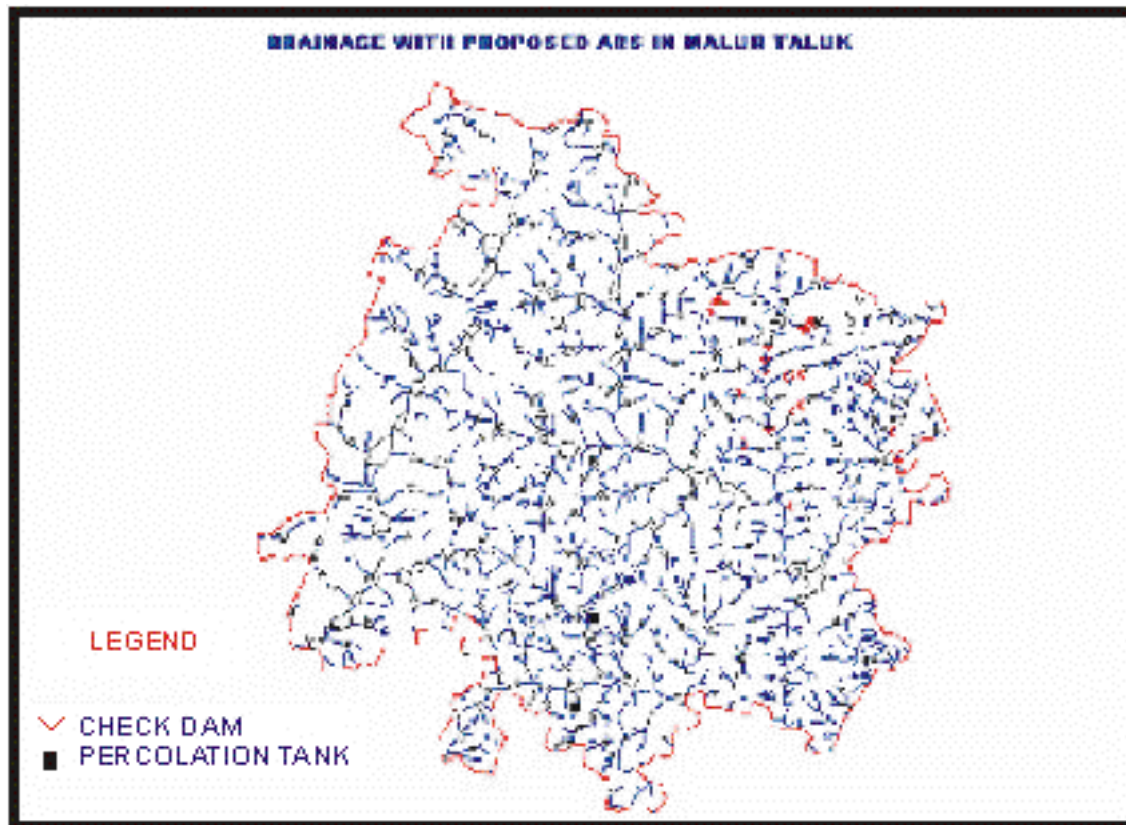 DRAINAGE WITH PROPOSED ARS IN MALUR TALUK
LEGEND
CHECK DAM
PERCOLATION TANK